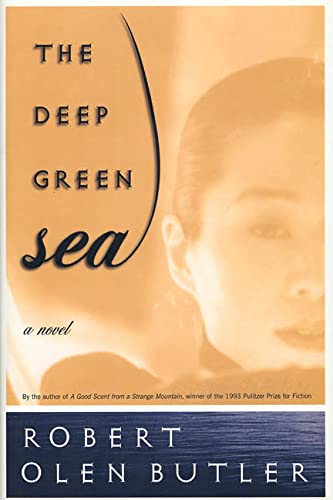 THE
DEEP
GREEN
sea
a novel
By the author of A Good Scent from a Strange Mountain, winner of the 1993 Pulitzer Prize for Fiction
ROBERT
OLEN BUTLER